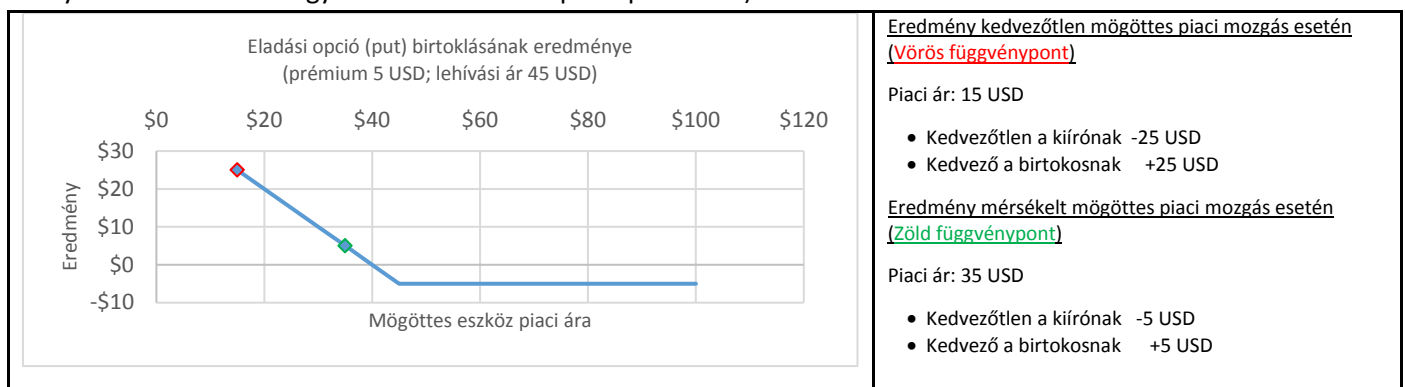 Eladási opció (put) birtoklásának eredménye
(prémium 5 USD; lehívási ár 45 USD)
$0 $20 $40 $60 $80 $100 $120
$30
$20
$10
$0
-$10
Eredmény
Mögöttes eszköz piaci ára
Eredmény kedvezőtlen mögöttes piaci mozgás esetén
(Vörös függvénypont)
Piaci ár: 15 USD
• Kedvezőtlen a kiírónak -25 USD
• Kedvező a birtokosnak +25 USD
Eredmény mérsékelt mögöttes piaci mozgás esetén
(Zöld függvénypont)
Piaci ár: 35 USD
• Kedvezőtlen a kiírónak -5 USD
• Kedvező a birtokosnak +5 USD